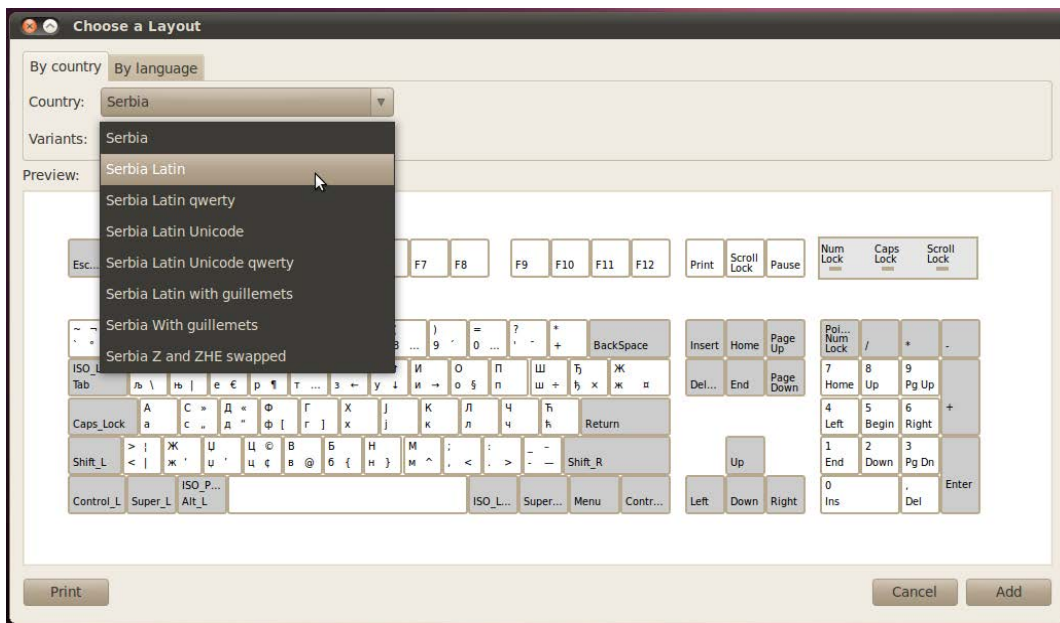 Choose a Layout
By country By language
Country: Serbia
Variants: Serbia
Serbia Latin
Preview:
Serbia Latin qwerty
Serbia Latin Unicode
Serbia Latin Unicode qwerty
Serbia Latin with guillemets
Serbia With guillemets
Serbia Z and ZHE swapped
Esc... F7 F8 F9 F10 F11 F12 Print Scroll Lock Pause Num Lock Caps Lock Scroll Lock
~ ¬ ) = ? *
` ° ... 9 ´ 0 ... ' ˝ + BackSpace Insert Home Page Up Poi... Num Lock / * -
ISO_L И О П Ш Ђ Ж 7 8 9
Tab љ \ њ | е € р ¶ т ... з ← у ↓ и → о § п ш ÷ ђ × ж ¤ Del... End Page Down Home Up Pg Up
А С » Д « Ф Г Х Ј К Л Ч Ћ 4 5 6 +
Caps_Lock а с „ д “ ф [ г ] х ј к л ч ћ Return Left Begin Right
> ¦ Ж Џ Ц © В Б Н М ; : _ – 1 2 3
Shift_L < | ж ' џ ' ц ¢ в @ б { н } м ^ , < . > - — Shift_R Up End Down Pg Dn
ISO_P... 0 . Enter
Control_L Super_L Alt_L ISO_L... Super... Menu Contr... Left Down Right Ins Del
Print Cancel Add